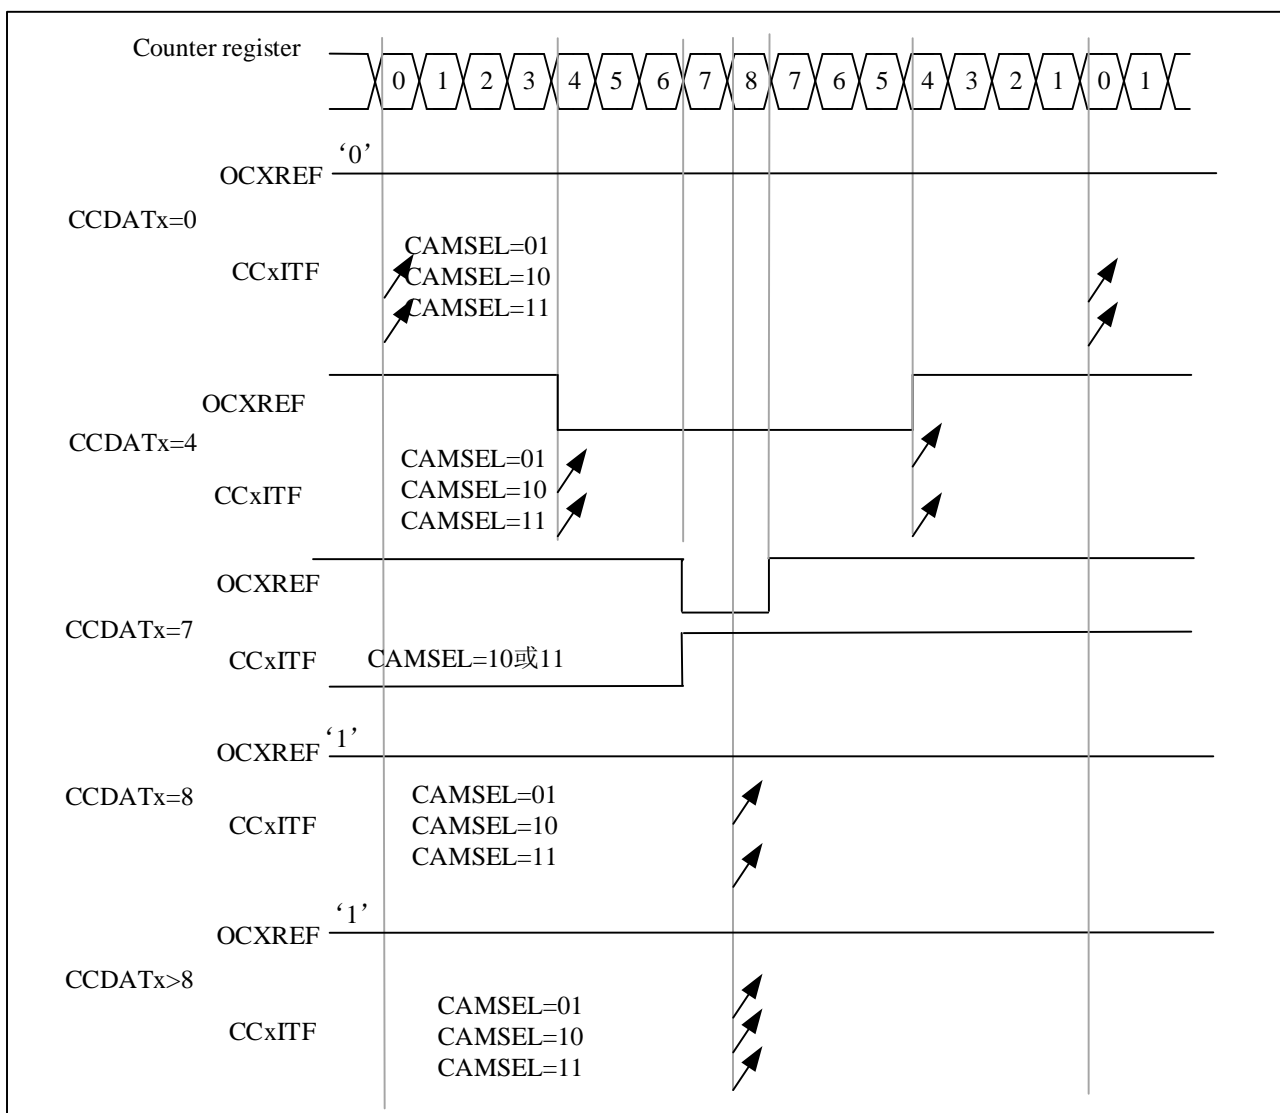 Counter register
0 1 2 3 4 5 6 7 8 7 6 5 4 3 2 1 0 1
‘0’
OCXREF
CCDATx=0
CAMSEL=01
CCxITF
CAMSEL=10
CAMSEL=11
OCXREF
CCDATx=4
CAMSEL=01
CCxITF
CAMSEL=10
CAMSEL=11
OCXREF
CCDATx=7
CCxITF
CAMSEL=10或11
‘1’
OCXREF
CCDATx=8
CAMSEL=01
CCxITF
CAMSEL=10
CAMSEL=11
‘1’
OCXREF
CCDATx>8
CAMSEL=01
CCxITF
CAMSEL=10
CAMSEL=11